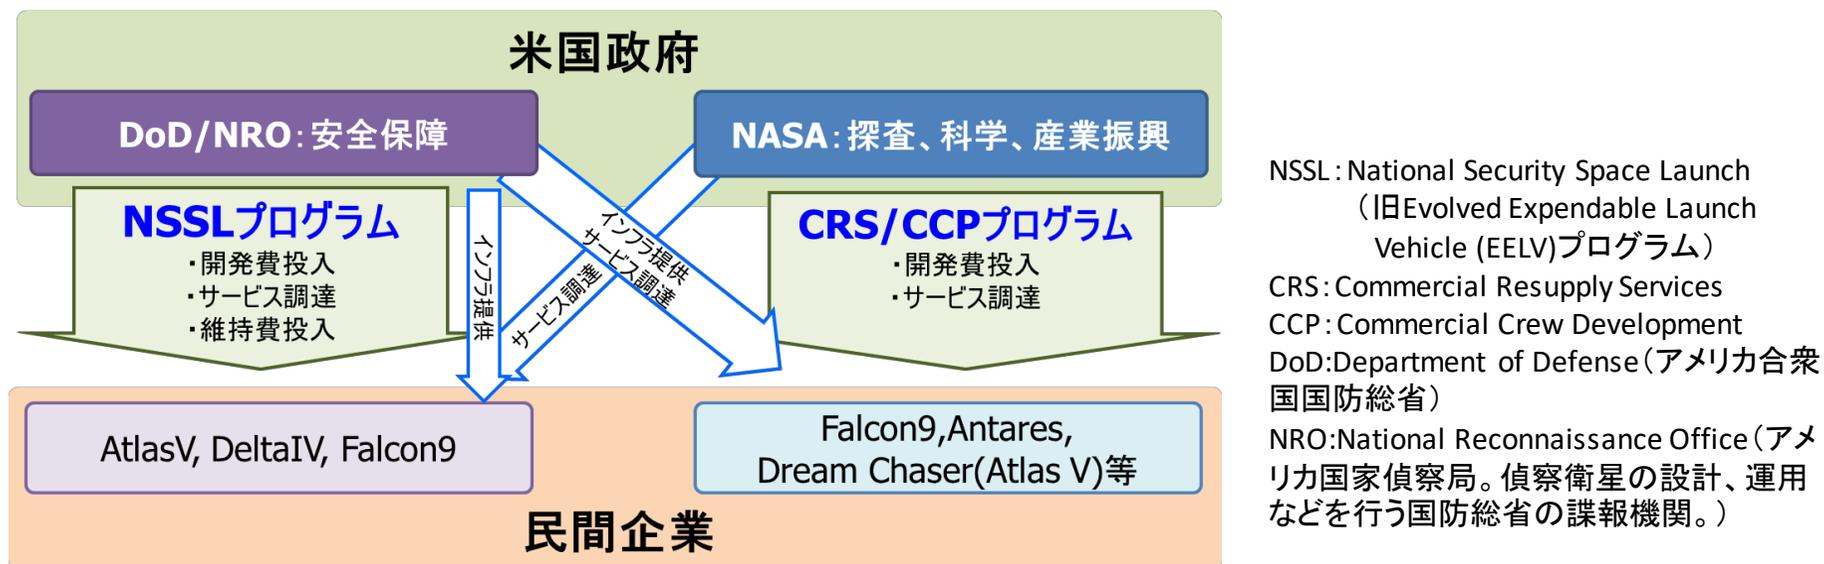 米国政府
DoD/NRO：安全保障
NASA：探査、科学、産業振興
NSSLプログラム
・開発費投入
・サービス調達
・維持費投入
インフラ提供
サービス調達
インフラ提供
サービス調達
CRS/CCPプログラム
・開発費投入
・サービス調達
AtlasV, DeltaIV, Falcon9
Falcon9,Antares,
Dream Chaser(Atlas V)等
民間企業
NSSL：National Security Space Launch
（旧Evolved Expendable Launch
Vehicle (EELV)プログラム）
CRS：Commercial Resupply Services
CCP：Commercial Crew Development
DoD:Department of Defense（アメリカ合衆
国国防総省）
NRO:National Reconnaissance Office（アメ
リカ国家偵察局。偵察衛星の設計、運用
などを行う国防総省の諜報機関。）